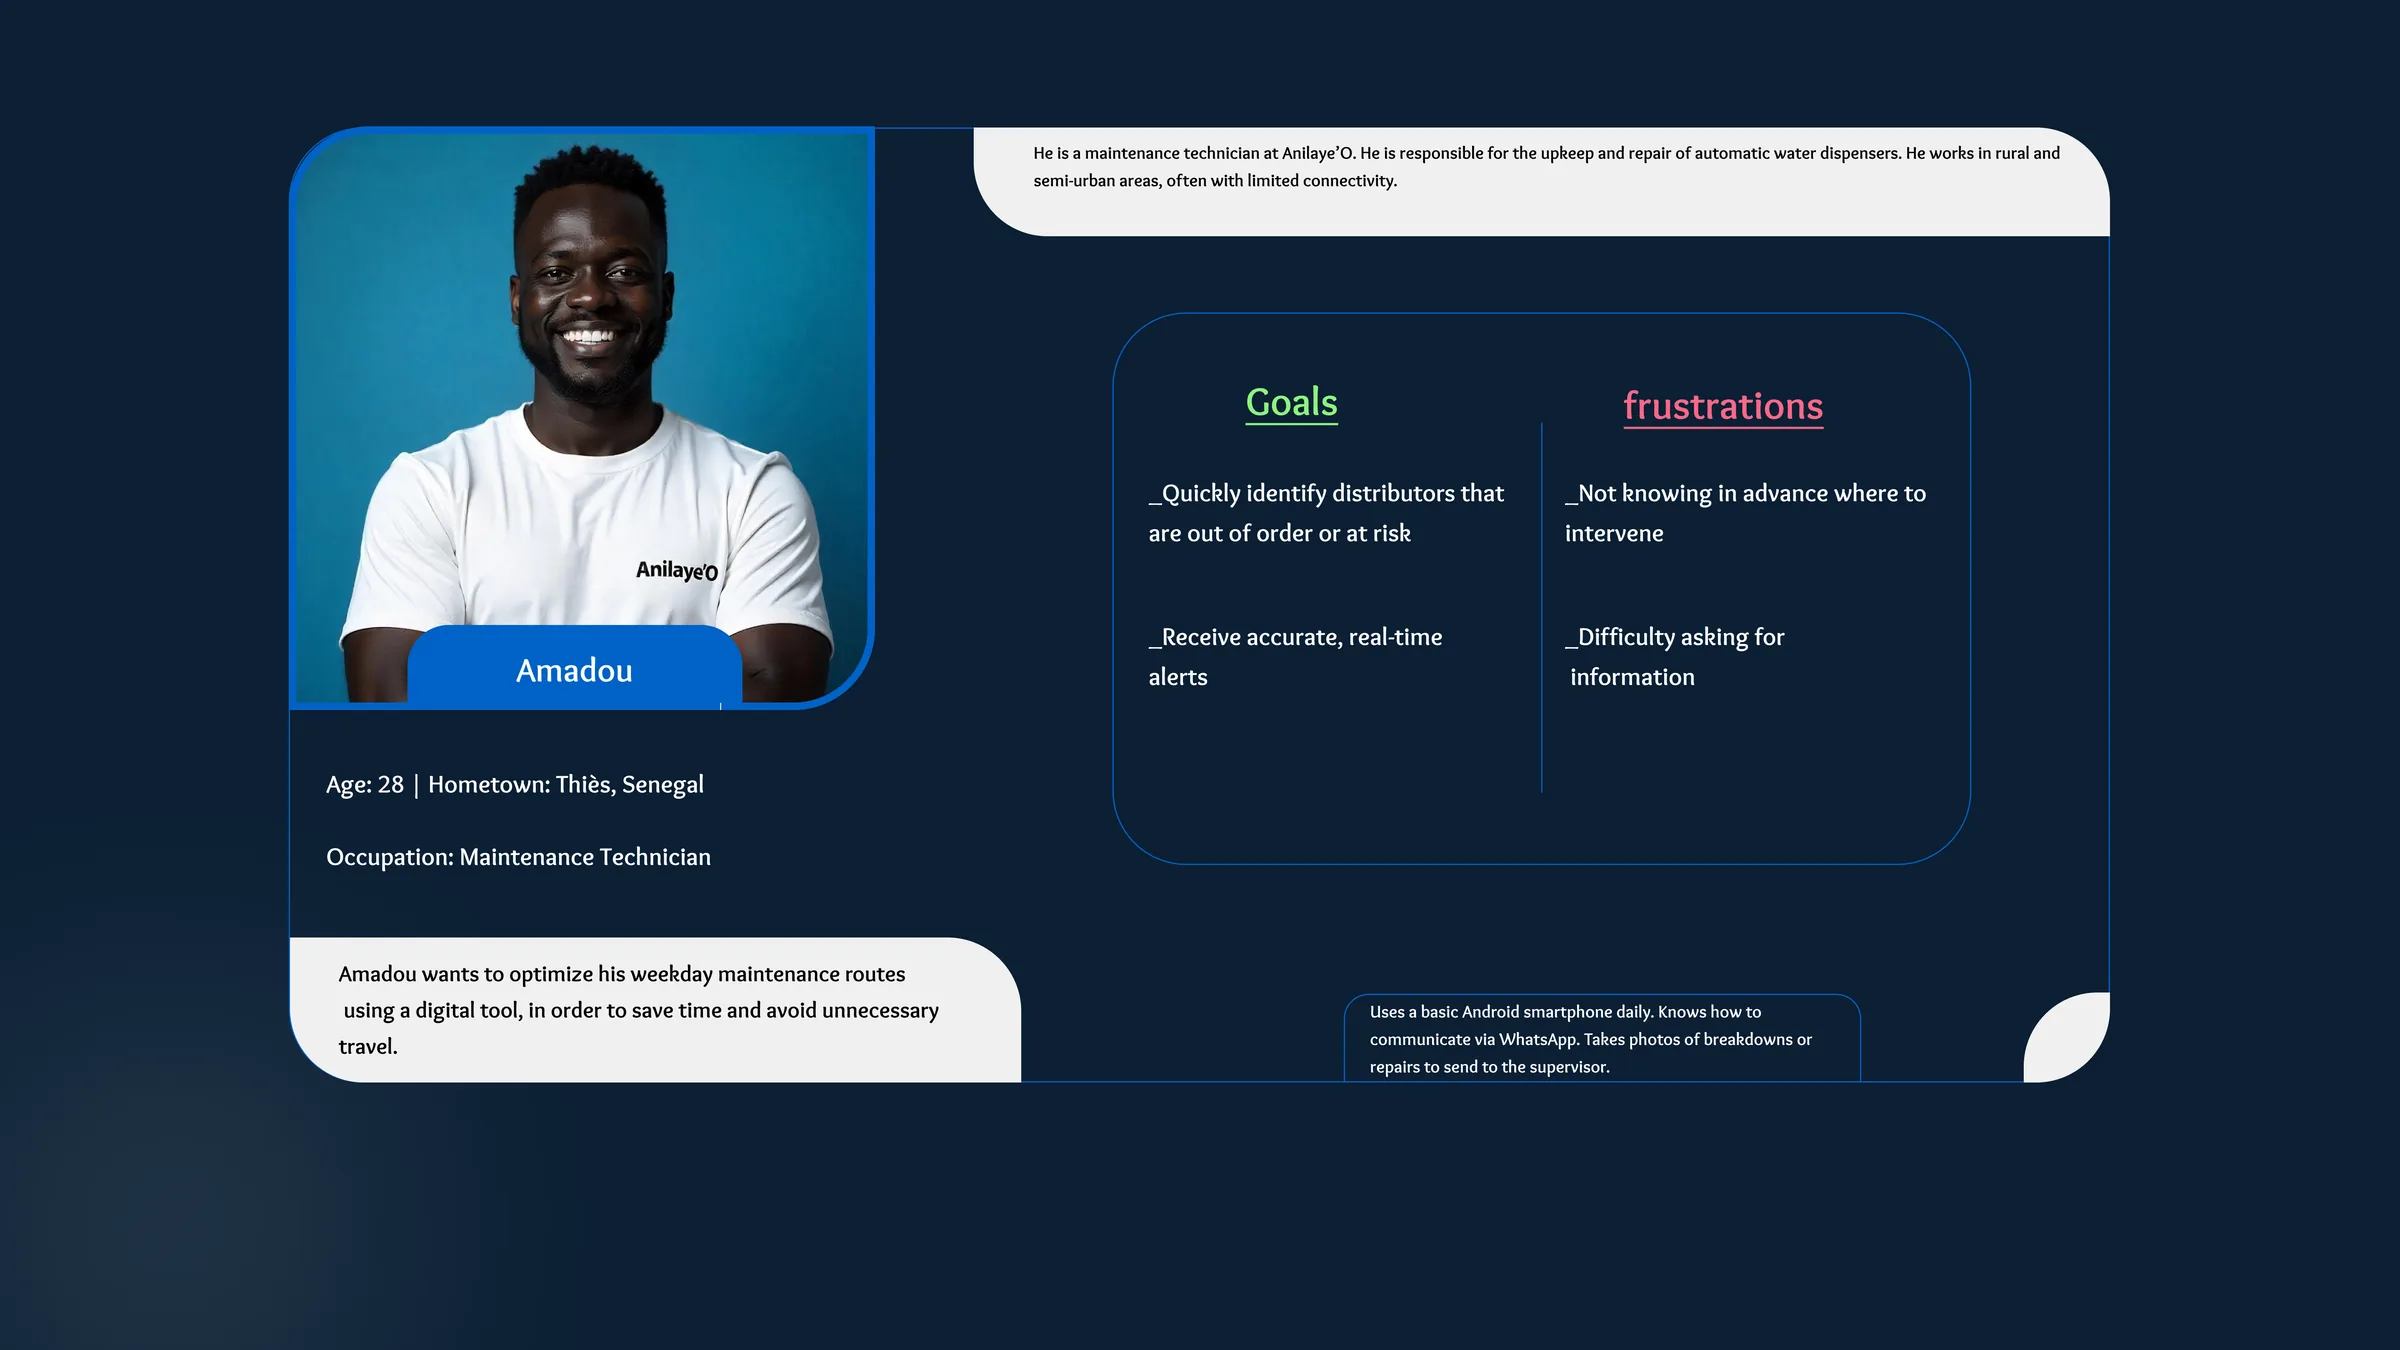 He is a maintenance technician at Anilaye’O. He is responsible for the upkeep and repair of automatic water dispensers. He works in rural and
semi-urban areas, often with limited connectivity.
Anilaye’O
Amadou
Age: 28 | Hometown: Thiès, Senegal
Occupation: Maintenance Technician
Amadou wants to optimize his weekday maintenance routes
using a digital tool, in order to save time and avoid unnecessary
travel.
Goals
_Quickly identify distributors that
are out of order or at risk
_Receive accurate, real-time
alerts
frustrations
_Not knowing in advance where to
intervene
_Difficulty asking for
information
Uses a basic Android smartphone daily. Knows how to
communicate via WhatsApp. Takes photos of breakdowns or
repairs to send to the supervisor.